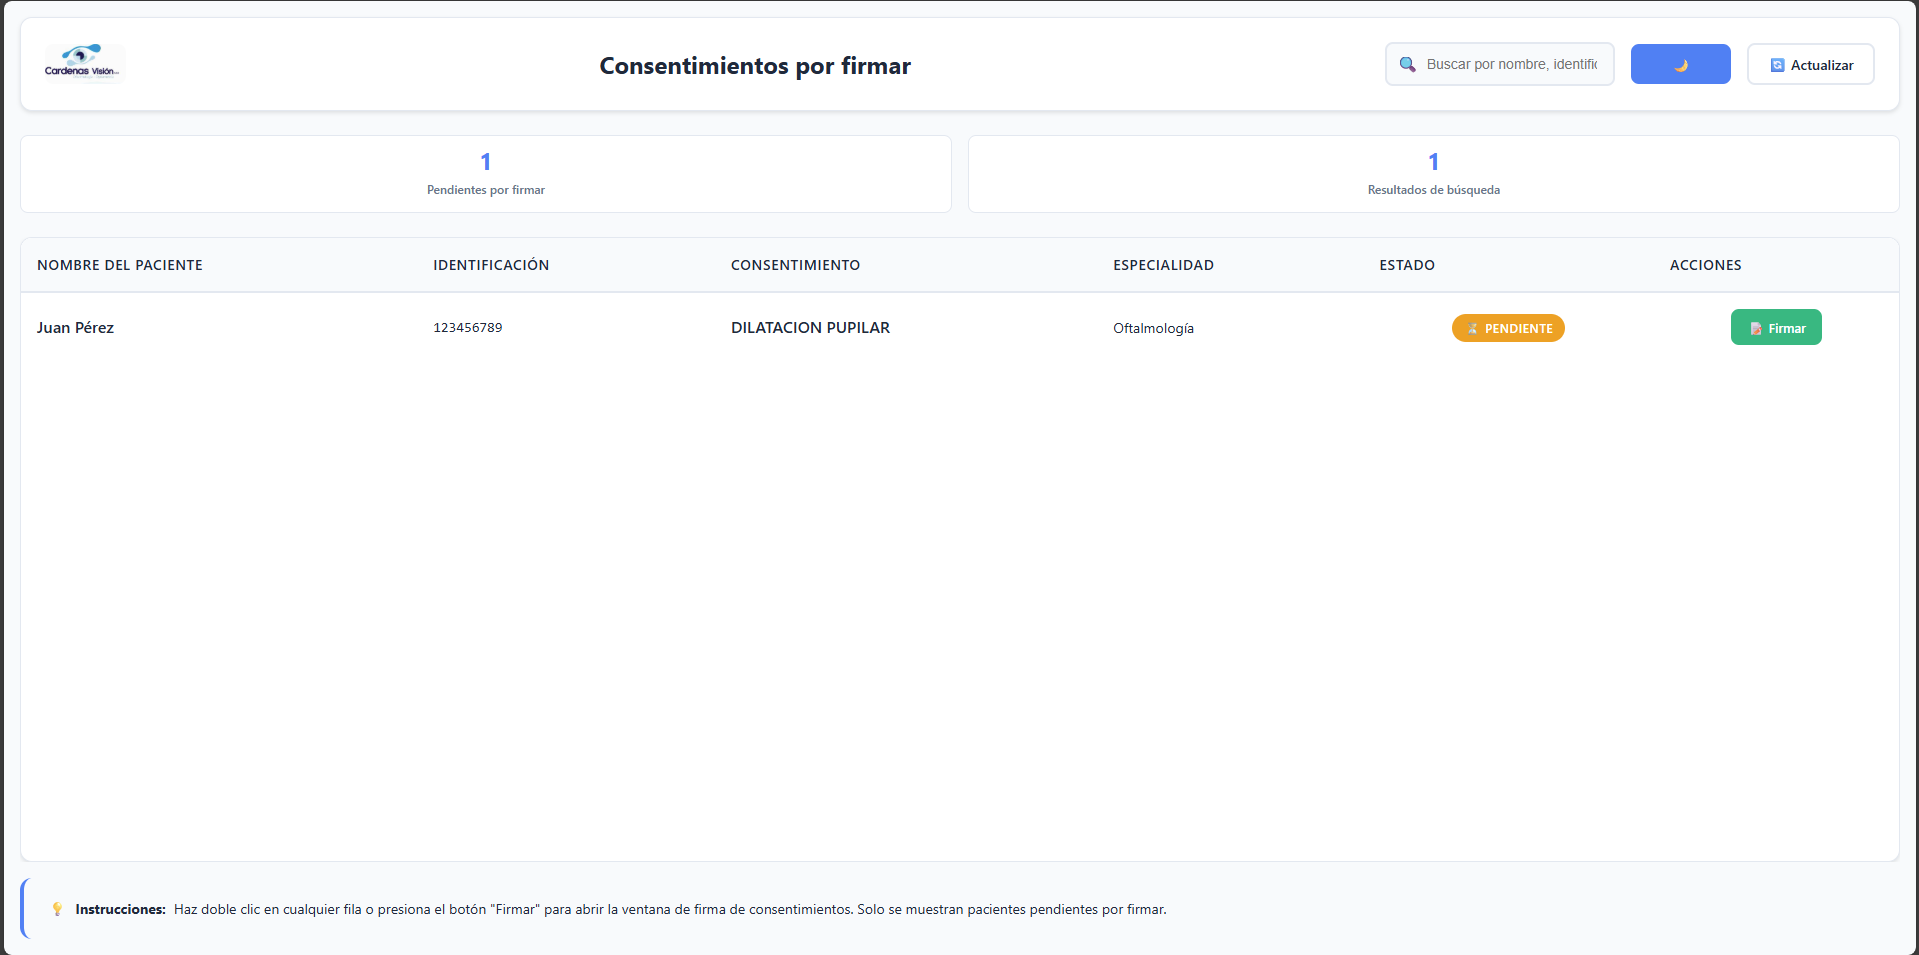 Cardenas Visión
Consentimientos por firmar
Buscar por nombre, identific
Actualizar
1
Pendientes por firmar
1
Resultados de búsqueda
NOMBRE DEL PACIENTE IDENTIFICACIÓN CONSENTIMIENTO ESPECIALIDAD ESTADO ACCIONES
Juan Pérez 123456789 DILATACION PUPILAR Oftalmología PENDIENTE Firmar
Instrucciones: Haz doble clic en cualquier fila o presiona el botón "Firmar" para abrir la ventana de firma de consentimientos. Solo se muestran pacientes pendientes por firmar.